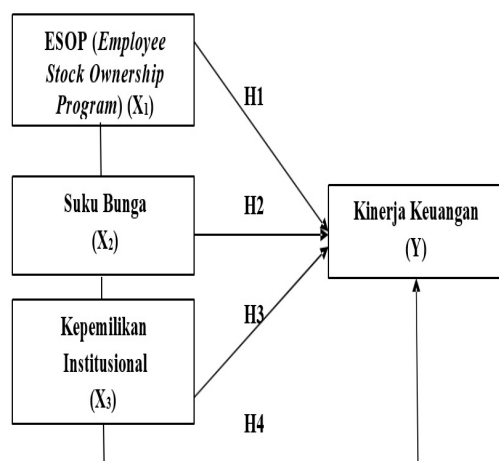 ESOP (Employee
Stock Ownership
Program) (X₁)
H1
Suku Bunga
(X₂)
H2
Kinerja Keuangan
(Y)
Kepemilikan
Institusional
(X₃)
H3
H4